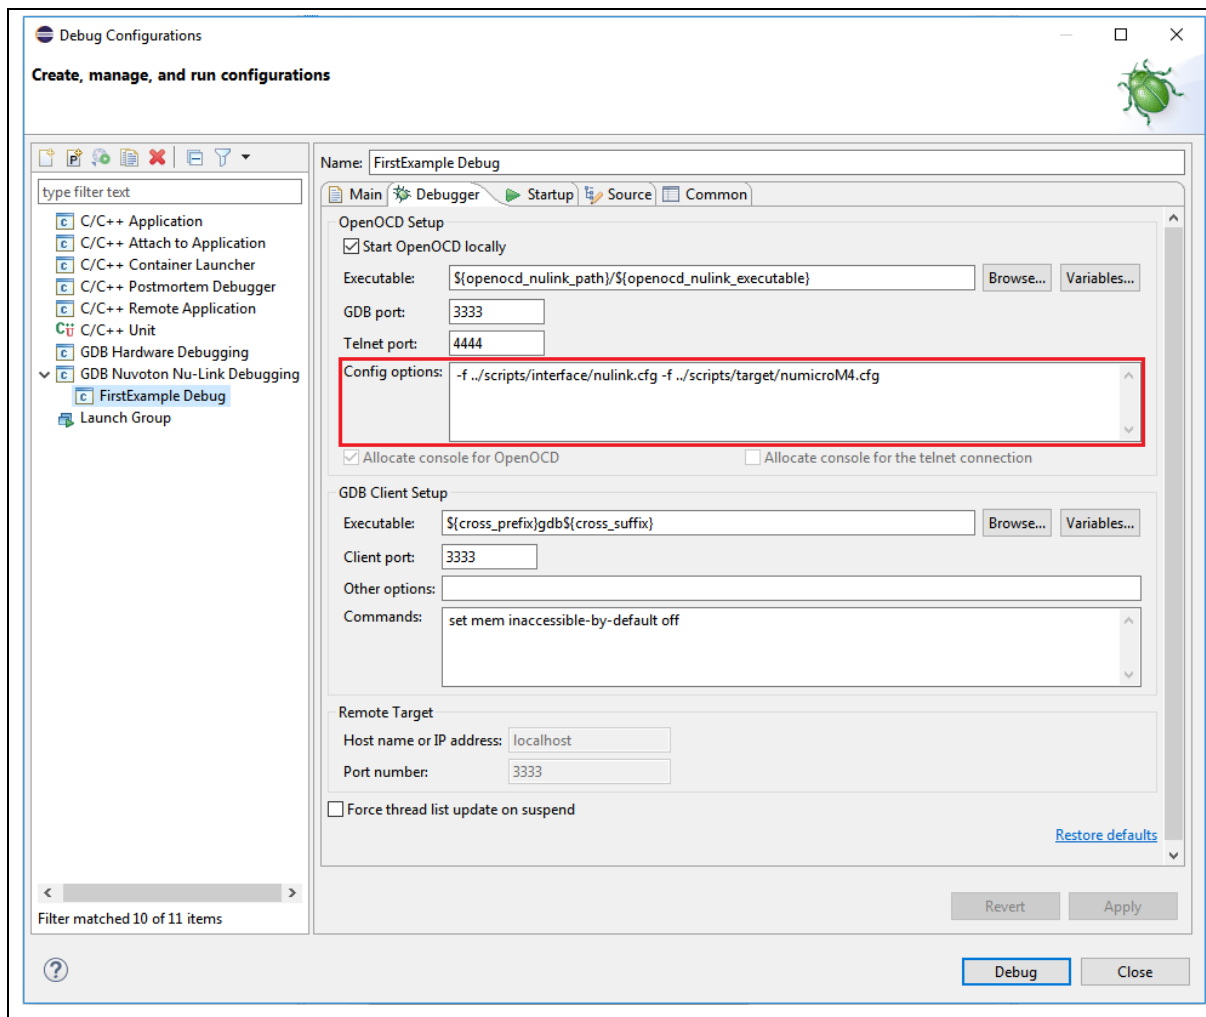 Debug Configurations
Create, manage, and run configurations
type filter text
C/C++ Application
C/C++ Attach to Application
C/C++ Container Launcher
C/C++ Postmortem Debugger
C/C++ Remote Application
C/C++ Unit
GDB Hardware Debugging
GDB Nuvoton Nu-Link Debugging
FirstExample Debug
Launch Group
Filter matched 10 of 11 items
Name: FirstExample Debug
Main Debugger Startup Source Common
OpenOCD Setup
Start OpenOCD locally
Executable: ${openocd_nulink_path}/${openocd_nulink_executable} Browse... Variables...
GDB port: 3333
Telnet port: 4444
Config options: -f ../scripts/interface/nulink.cfg -f ../scripts/target/numicroM4.cfg
Allocate console for OpenOCD Allocate console for the telnet connection
GDB Client Setup
Executable: ${cross_prefix}gdb${cross_suffix} Browse... Variables...
Client port: 3333
Other options:
Commands: set mem inaccessible-by-default off
Remote Target
Host name or IP address: localhost
Port number: 3333
Force thread list update on suspend
Restore defaults
Revert Apply
Debug Close